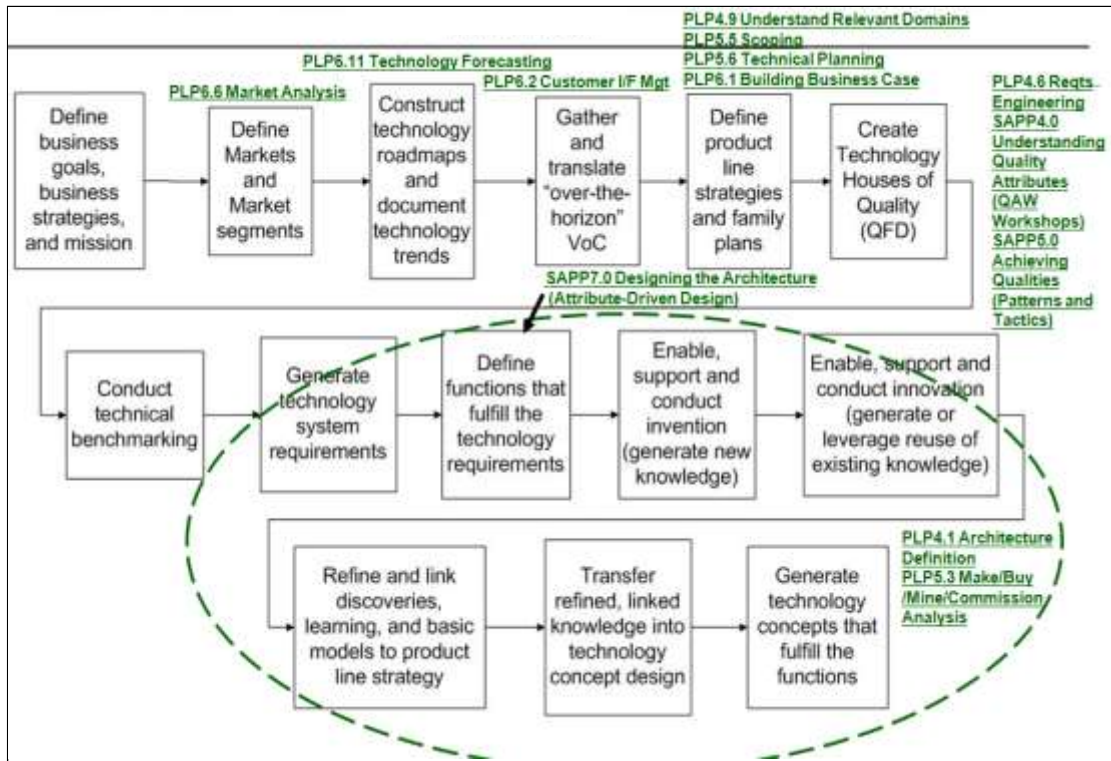 PLP4.9 Understand Relevant Domains
PLP5.5 Scoping
PLP5.6 Technical Planning
PLP6.1 Building Business Case
PLP6.11 Technology Forecasting
PLP6.2 Customer I/F Mgt
PLP6.6 Market Analysis
PLP4.6 Reqts.
Engineering
SAPP4.0
Understanding
Quality
Attributes
(QAW
Workshops)
SAPP5.0
Achieving
Qualities
(Patterns and
Tactics)
Define
business
goals,
business
strategies,
and mission
Define
Markets
and
Market
segments
Construct
technology
roadmaps
and
document
technology
trends
Gather
and
translate
“over-the-
horizon”
VoC
Define
product
line
strategies
and family
plans
Create
Technology
Houses of
Quality
(QFD)
SAPP7.0 Designing the Architecture
(Attribute-Driven Design)
Conduct
technical
benchmarking
Generate
technology
system
requirements
Define
functions that
fulfill the
technology
requirements
Enable,
support and
conduct
invention
(generate new
knowledge)
Enable, support and
conduct innovation
(generate or
leverage reuse of
existing knowledge)
Refine and link
discoveries,
learning, and basic
models to product
line strategy
Transfer
refined, linked
knowledge into
technology
concept design
Generate
technology
concepts that
fulfill the
functions
PLP4.1 Architecture
Definition
PLP5.3 Make/Buy
/Mine/Commission
Analysis